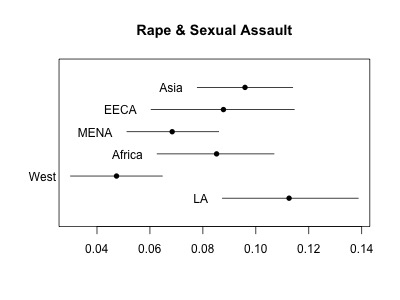 Rape & Sexual Assault
Asia
EECA
MENA
Africa
West
LA
0.04 0.06 0.08 0.10 0.12 0.14